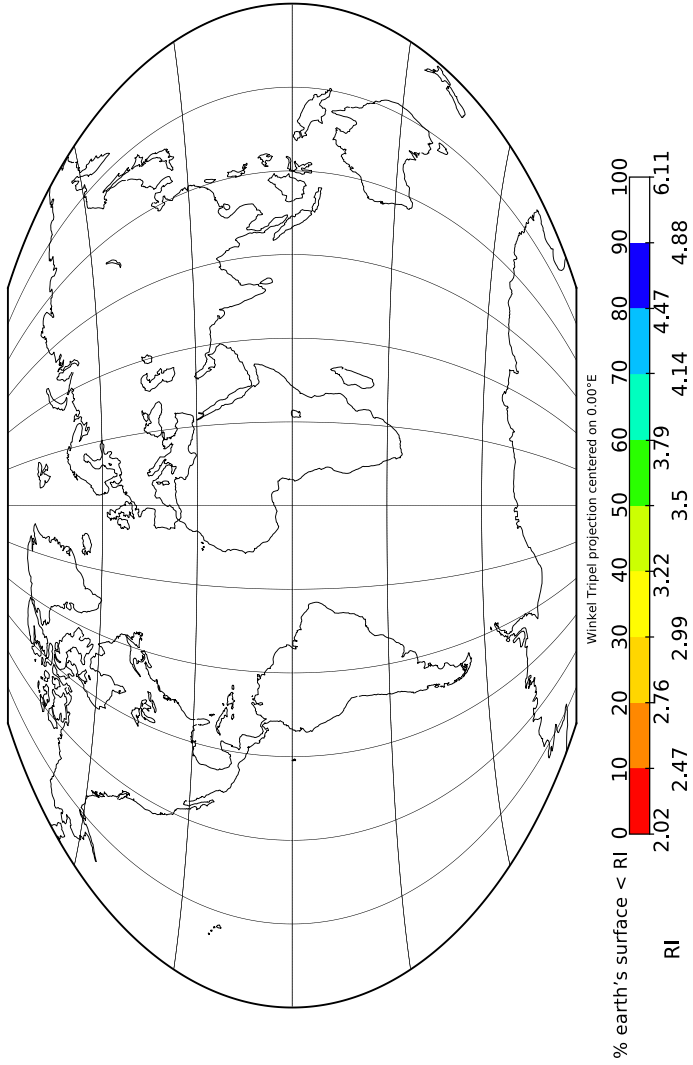 Winkel Tripel projection centered on 0.00°E
% earth's surface < RI 0 10 20 30 40 50 60 70 80 90 100
RI 2.02 2.47 2.76 2.99 3.22 3.5 3.79 4.14 4.47 4.88 6.11